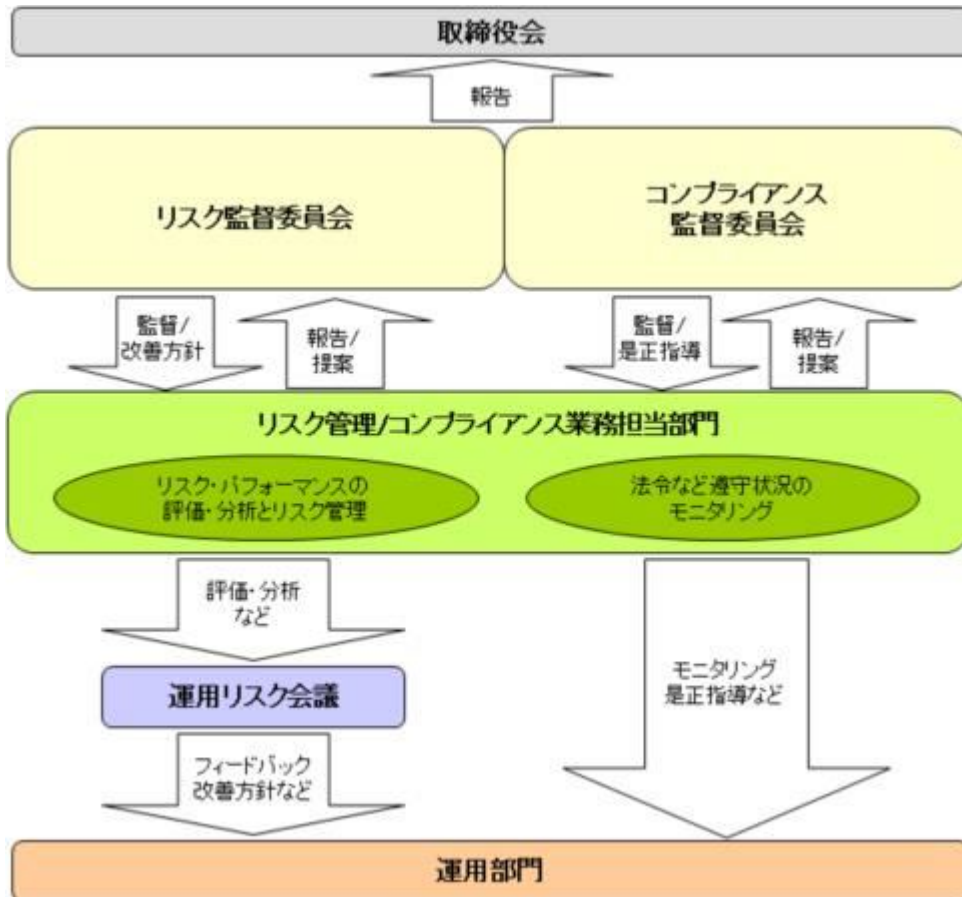 取締役会
報告
リスク監督委員会
コンプライアンス
監督委員会
監督/
改善方針
報告/
提案
監督/
是正指導
報告/
提案
リスク管理/コンプライアンス業務担当部門
リスク・パフォーマンスの
評価・分析とリスク管理
法令など遵守状況の
モニタリング
評価・分析
など
運用リスク会議
モニタリング
是正指導など
フィードバック
改善方針など
運用部門